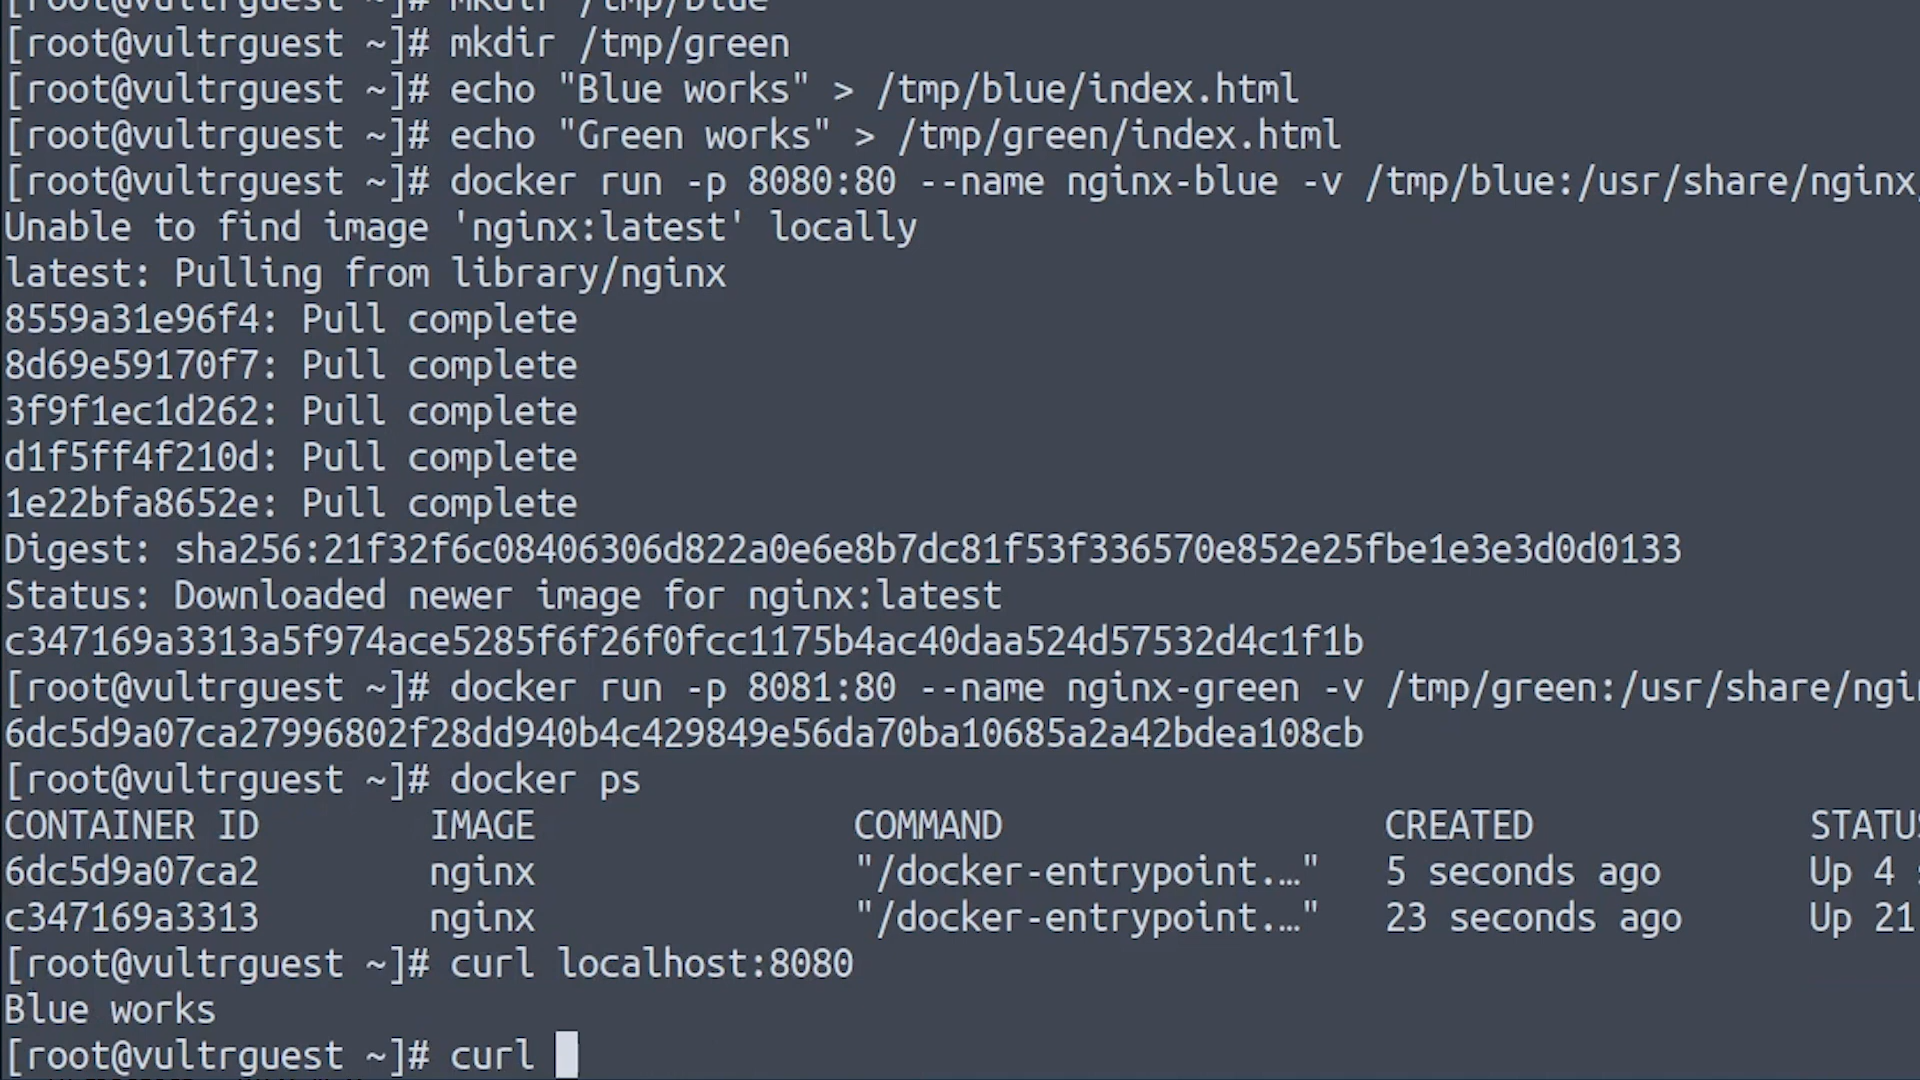 [root@vultrguest ~]# mkdir /tmp/blue
[root@vultrguest ~]# mkdir /tmp/green
[root@vultrguest ~]# echo "Blue works" > /tmp/blue/index.html
[root@vultrguest ~]# echo "Green works" > /tmp/green/index.html
[root@vultrguest ~]# docker run -p 8080:80 --name nginx-blue -v /tmp/blue:/usr/share/nginx/
Unable to find image 'nginx:latest' locally
latest: Pulling from library/nginx
8559a31e96f4: Pull complete
8d69e59170f7: Pull complete
3f9f1ec1d262: Pull complete
d1f5ff4f210d: Pull complete
1e22bfa8652e: Pull complete
Digest: sha256:21f32f6c08406306d822a0e6e8b7dc81f53f336570e852e25fbe1e3e3d0d0133
Status: Downloaded newer image for nginx:latest
c347169a3313a5f974ace5285f6f26f0fcc1175b4ac40daa524d57532d4c1f1b
[root@vultrguest ~]# docker run -p 8081:80 --name nginx-green -v /tmp/green:/usr/share/ngi
6dc5d9a07ca27996802f28dd940b4c429849e56da70ba10685a2a42bdea108cb
[root@vultrguest ~]# docker ps
CONTAINER ID IMAGE COMMAND CREATED STATUS
6dc5d9a07ca2 nginx "/docker-entrypoint.…" 5 seconds ago Up 4
c347169a3313 nginx "/docker-entrypoint.…" 23 seconds ago Up 21
[root@vultrguest ~]# curl localhost:8080
Blue works
[root@vultrguest ~]# curl